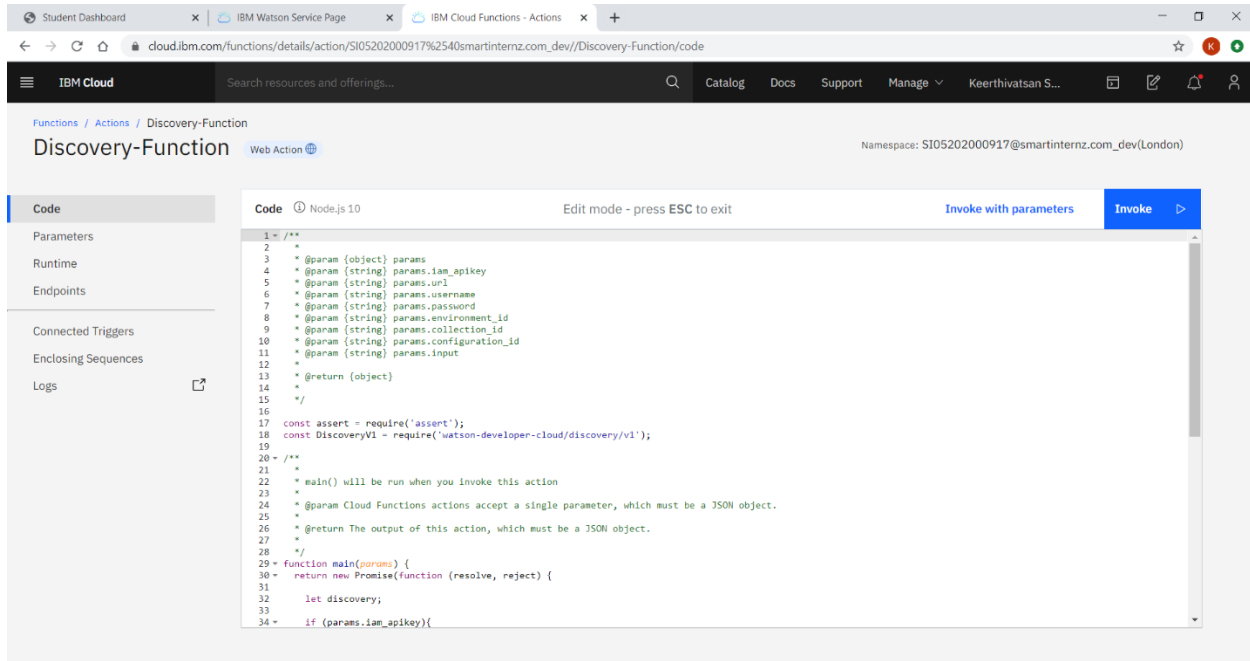 Student Dashboard
IBM Watson Service Page
IBM Cloud Functions - Actions
cloud.ibm.com/functions/details/action/SI05202000917%2540smartinternz.com_dev//Discovery-Function/code
K
IBM Cloud
Search resources and offerings...
Catalog
Docs
Support
Manage
Keerthivatsan S...
Functions / Actions / Discovery-Function
Discovery-Function
Web Action
Namespace: SI05202000917@smartinternz.com_dev(London)
Code
Parameters
Runtime
Endpoints
Connected Triggers
Enclosing Sequences
Logs
Code Node.js 10
Edit mode - press ESC to exit
Invoke with parameters
Invoke
1 /**
2 *
3 * @param {object} params
4 * @param {string} params.iam_apikey
5 * @param {string} params.url
6 * @param {string} params.username
7 * @param {string} params.password
8 * @param {string} params.environment_id
9 * @param {string} params.collection_id
10 * @param {string} params.configuration_id
11 * @param {string} params.input
12 *
13 * @return {object}
14 *
15 */
16
17 const assert = require('assert');
18 const DiscoveryV1 = require('watson-developer-cloud/discovery/v1');
19
20 /**
21 *
22 * main() will be run when you invoke this action
23 *
24 * @param Cloud Functions actions accept a single parameter, which must be a JSON object.
25 *
26 * @return The output of this action, which must be a JSON object.
27 *
28 */
29 function main(params) {
30 return new Promise(function (resolve, reject) {
31
32 let discovery;
33
34 if (params.iam_apikey){